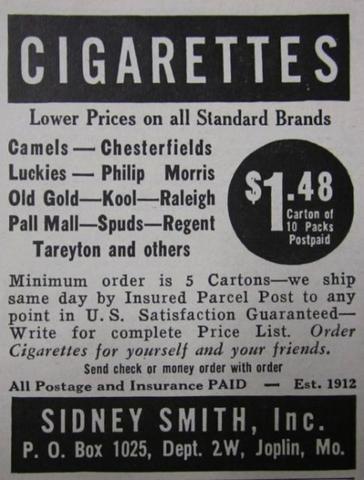 CIGARETTES
Lower Prices on all Standard Brands
Camels — Chesterfields
Luckies — Philip Morris
Old Gold—Kool—Raleigh
Pall Mall—Spuds—Regent
Tareyton and others
$1.48
Carton of
10 Packs
Postpaid
Minimum order is 5 Cartons—we ship
same day by Insured Parcel Post to any
point in U.S. Satisfaction Guaranteed—
Write for complete Price List. Order
Cigarettes for yourself and your friends.
Send check or money order with order
All Postage and Insurance PAID — Est. 1912
SIDNEY SMITH, Inc.
P. O. Box 1025, Dept. 2W, Joplin, Mo.